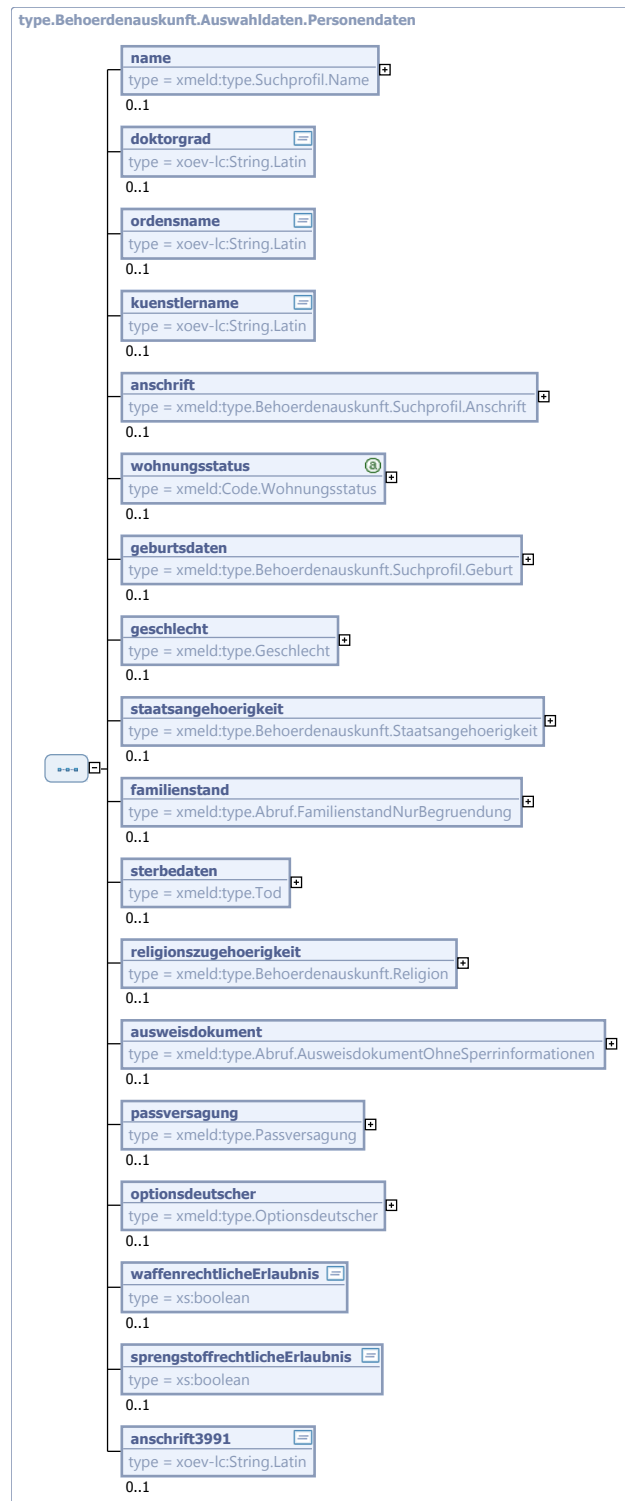 type.Behoerdenauskunft.Auswahldaten.Personendaten
name
type = xmeld:type.Suchprofil.Name
0..1
doktorgrad
type = xoev-lc:String.Latin
0..1
ordensname
type = xoev-lc:String.Latin
0..1
kuenstlername
type = xoev-lc:String.Latin
0..1
anschrift
type = xmeld:type.Behoerdenauskunft.Suchprofil.Anschrift
0..1
wohnungsstatus
a
type = xmeld:Code.Wohnungsstatus
0..1
geburtsdaten
type = xmeld:type.Behoerdenauskunft.Suchprofil.Geburt
0..1
geschlecht
type = xmeld:type.Geschlecht
0..1
staatsangehoerigkeit
type = xmeld:type.Behoerdenauskunft.Staatsangehoerigkeit
0..1
familienstand
type = xmeld:type.Abruf.FamilienstandNurBegruendung
0..1
sterbedaten
type = xmeld:type.Tod
0..1
religionszugehoerigkeit
type = xmeld:type.Behoerdenauskunft.Religion
0..1
ausweisdokument
type = xmeld:type.Abruf.AusweisdokumentOhneSperrinformationen
0..1
passversagung
type = xmeld:type.Passversagung
0..1
optionsdeutscher
type = xmeld:type.Optionsdeutscher
0..1
waffenrechtlicheErlaubnis
type = xs:boolean
0..1
sprengstoffrechtlicheErlaubnis
type = xs:boolean
0..1
anschrift3991
type = xoev-lc:String.Latin
0..1